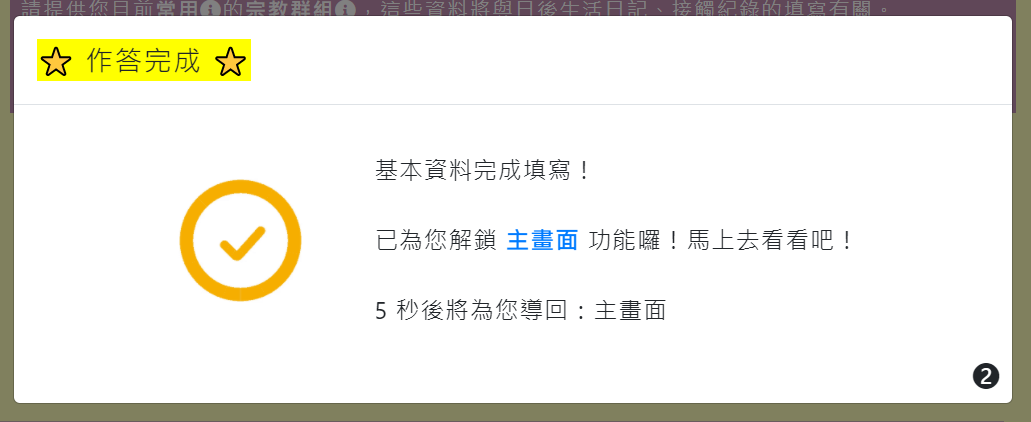 請提供您目前常用的宗教群組，這些資料將與日後生活日記、接觸紀錄的填寫有關。
作答完成
基本資料完成填寫！
已為您解鎖 主畫面 功能囉！馬上去看看吧！
5 秒後將為您導回：主畫面
2